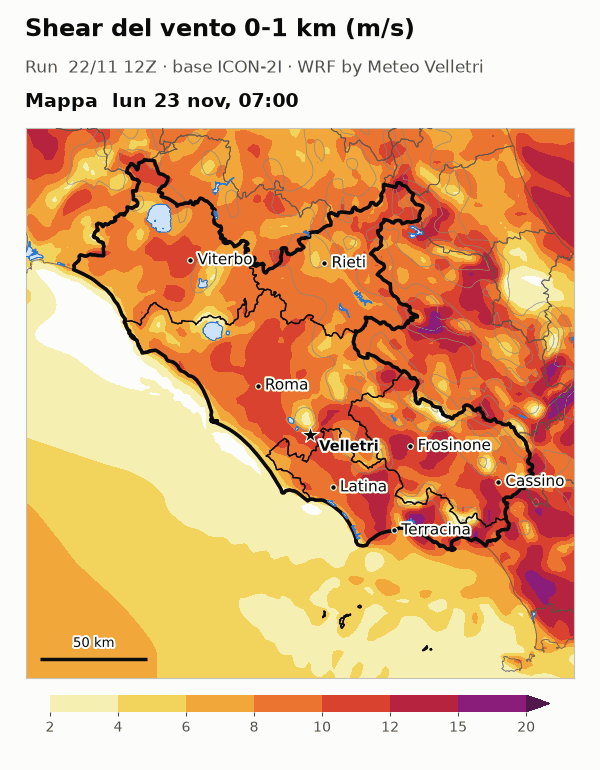 Shear del vento 0-1 km (m/s)
Run  22/11 12Z · base ICON-2I · WRF by Meteo Velletri
Mappa  lun 23 nov, 07:00
Viterbo
Rieti
Roma
Velletri
Frosinone
Latina
Cassino
Terracina
50 km
2 4 6 8 10 12 15 20